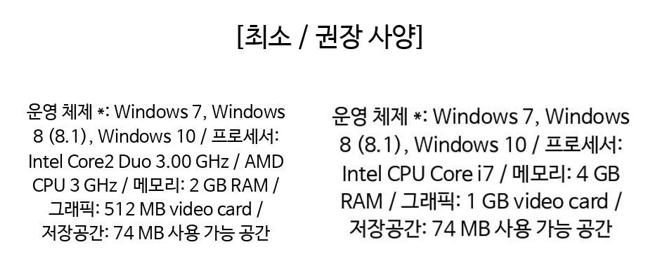 [최소 / 권장 사양]
운영 체제 *: Windows 7, Windows
8 (8.1), Windows 10 / 프로세서:
Intel Core2 Duo 3.00 GHz / AMD
CPU 3 GHz / 메모리: 2 GB RAM /
그래픽: 512 MB video card /
저장공간: 74 MB 사용 가능 공간
운영 체제 *: Windows 7, Windows
8 (8.1), Windows 10 / 프로세서:
Intel CPU Core i7 / 메모리: 4 GB
RAM / 그래픽: 1 GB video card /
저장공간: 74 MB 사용 가능 공간